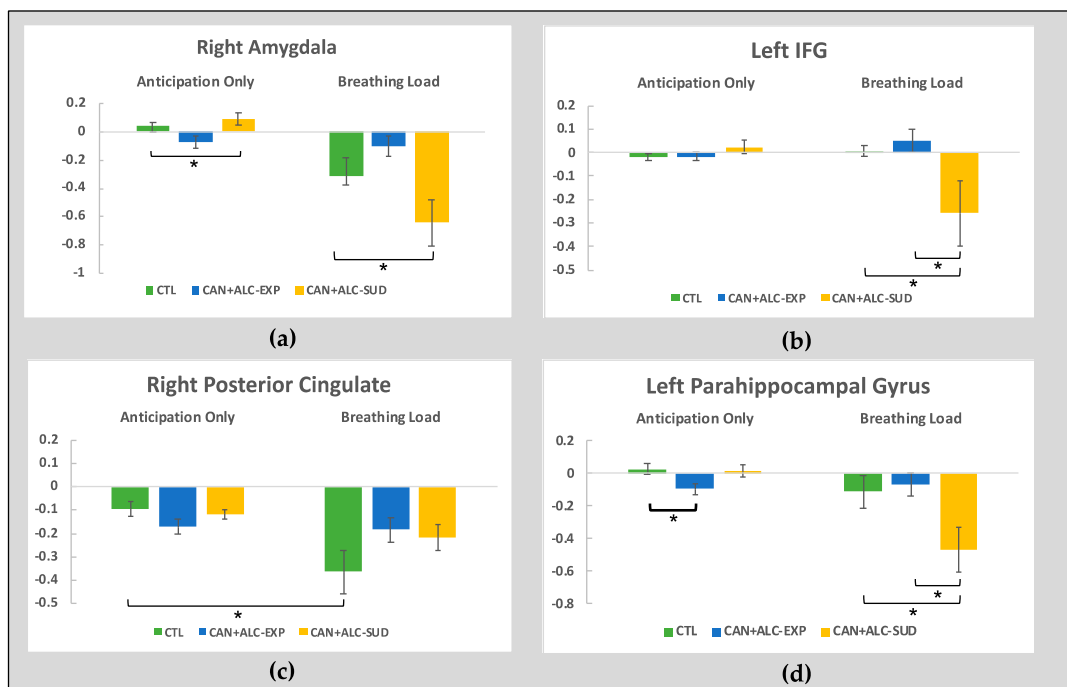 Right Amygdala
Anticipation Only Breathing Load
0.2
0
-0.2
-0.4
-0.6
-0.8
-1
*
*
CTL CAN+ALC-EXP CAN+ALC-SUD
(a)
Left IFG
Anticipation Only Breathing Load
0.2
0.1
0
-0.1
-0.2
-0.3
-0.4
-0.5
*
*
CTL CAN+ALC-EXP CAN+ALC-SUD
(b)
Right Posterior Cingulate
Anticipation Only Breathing Load
0.2
0.1
0
-0.1
-0.2
-0.3
-0.4
-0.5
*
CTL CAN+ALC-EXP CAN+ALC-SUD
(c)
Left Parahippocampal Gyrus
Anticipation Only Breathing Load
0.2
0
-0.2
-0.4
-0.6
-0.8
*
*
*
CTL CAN+ALC-EXP CAN+ALC-SUD
(d)